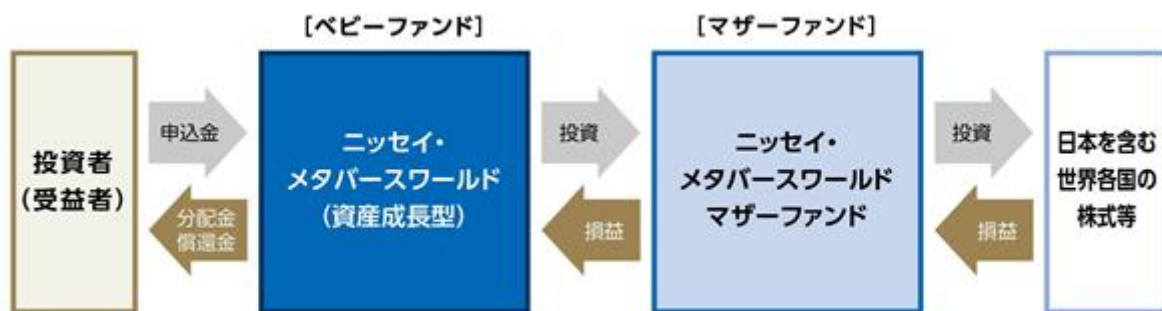 [ベビーファンド]
[マザーファンド]
投資者
(受益者)
申込金
分配金
償還金
ニッセイ・
メタバースワールド
(資産成長型)
投資
損益
ニッセイ・
メタバースワールド
マザーファンド
投資
損益
日本を含む
世界各国の
株式等